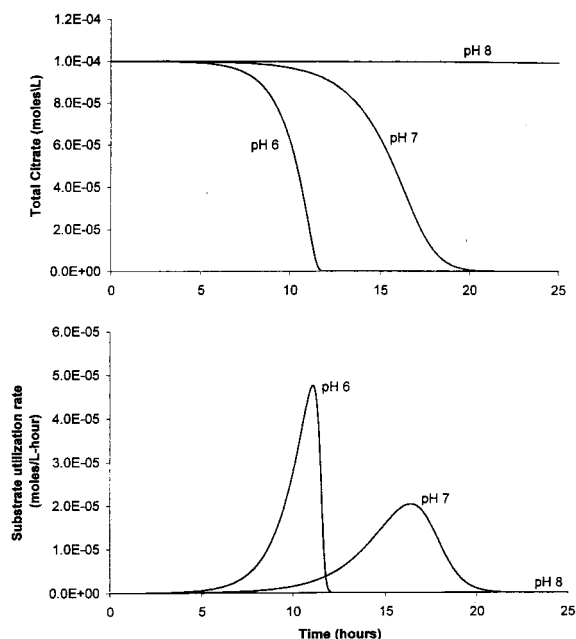 1.2E-04
1.0E-04
8.0E-05
6.0E-05
4.0E-05
2.0E-05
0.0E+00
Total Citrate (moles\L)
pH 8
pH 6
pH 7
0 5 10 15 20 25
6.0E-05
5.0E-05
4.0E-05
3.0E-05
2.0E-05
1.0E-05
0.0E+00
Substrate utilization rate
(moles/L-hour)
pH 6
pH 7
pH 8
0 5 10 15 20 25
Time (hours)